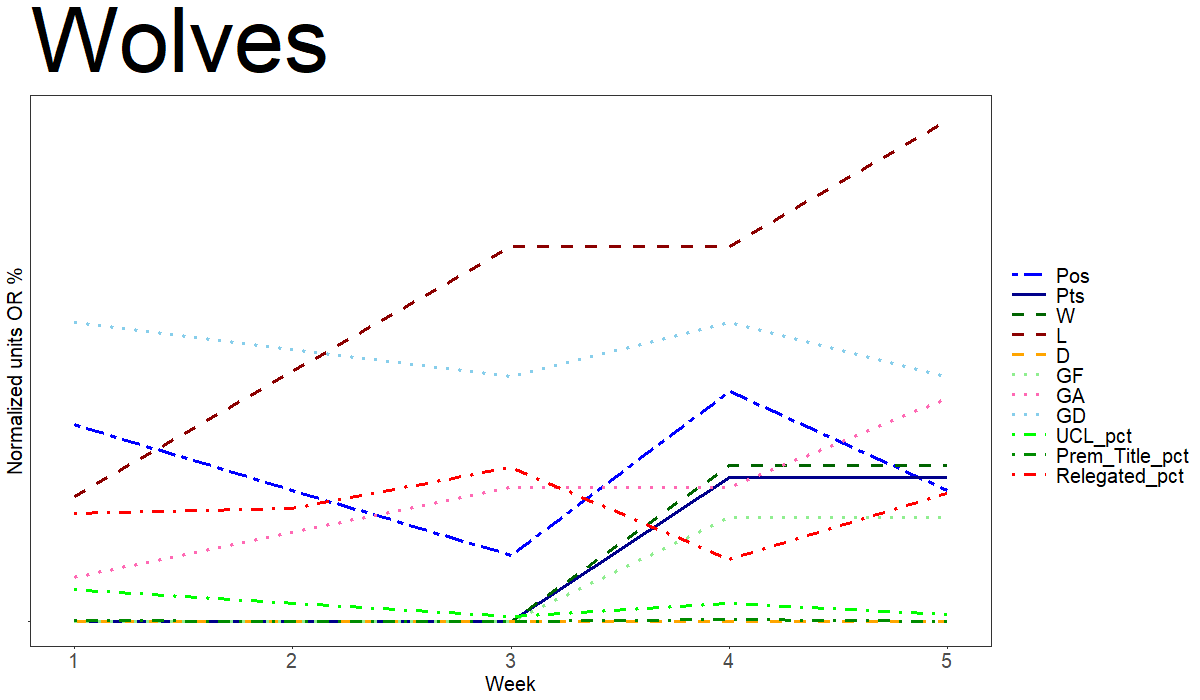 Wolves
Normalized units OR %
Pos
Pts
W
L
D
GF
GA
GD
UCL_pct
Prem_Title_pct
Relegated_pct
1 2 3 4 5
Week